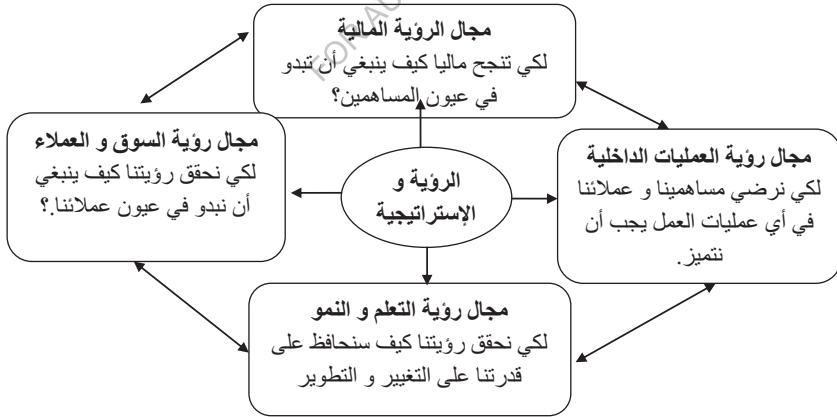 مجال الرؤية المالية
لكي تنجح ماليا كيف ينبغي أن تبدو
في عيون المساهمين؟
مجال رؤية السوق و العملاء
لكي نحقق رؤيتنا كيف ينبغي
أن نبدو في عيون عملائنا.؟
الرؤية و
الإستراتيجية
مجال رؤية العمليات الداخلية
لكي نرضي مساهمينا و عملائنا
في أي عمليات العمل يجب أن
نتميز.
مجال رؤية التعلم و النمو
لكي نحقق رؤيتنا كيف سنحافظ على
قدرتنا على التغيير و التطوير